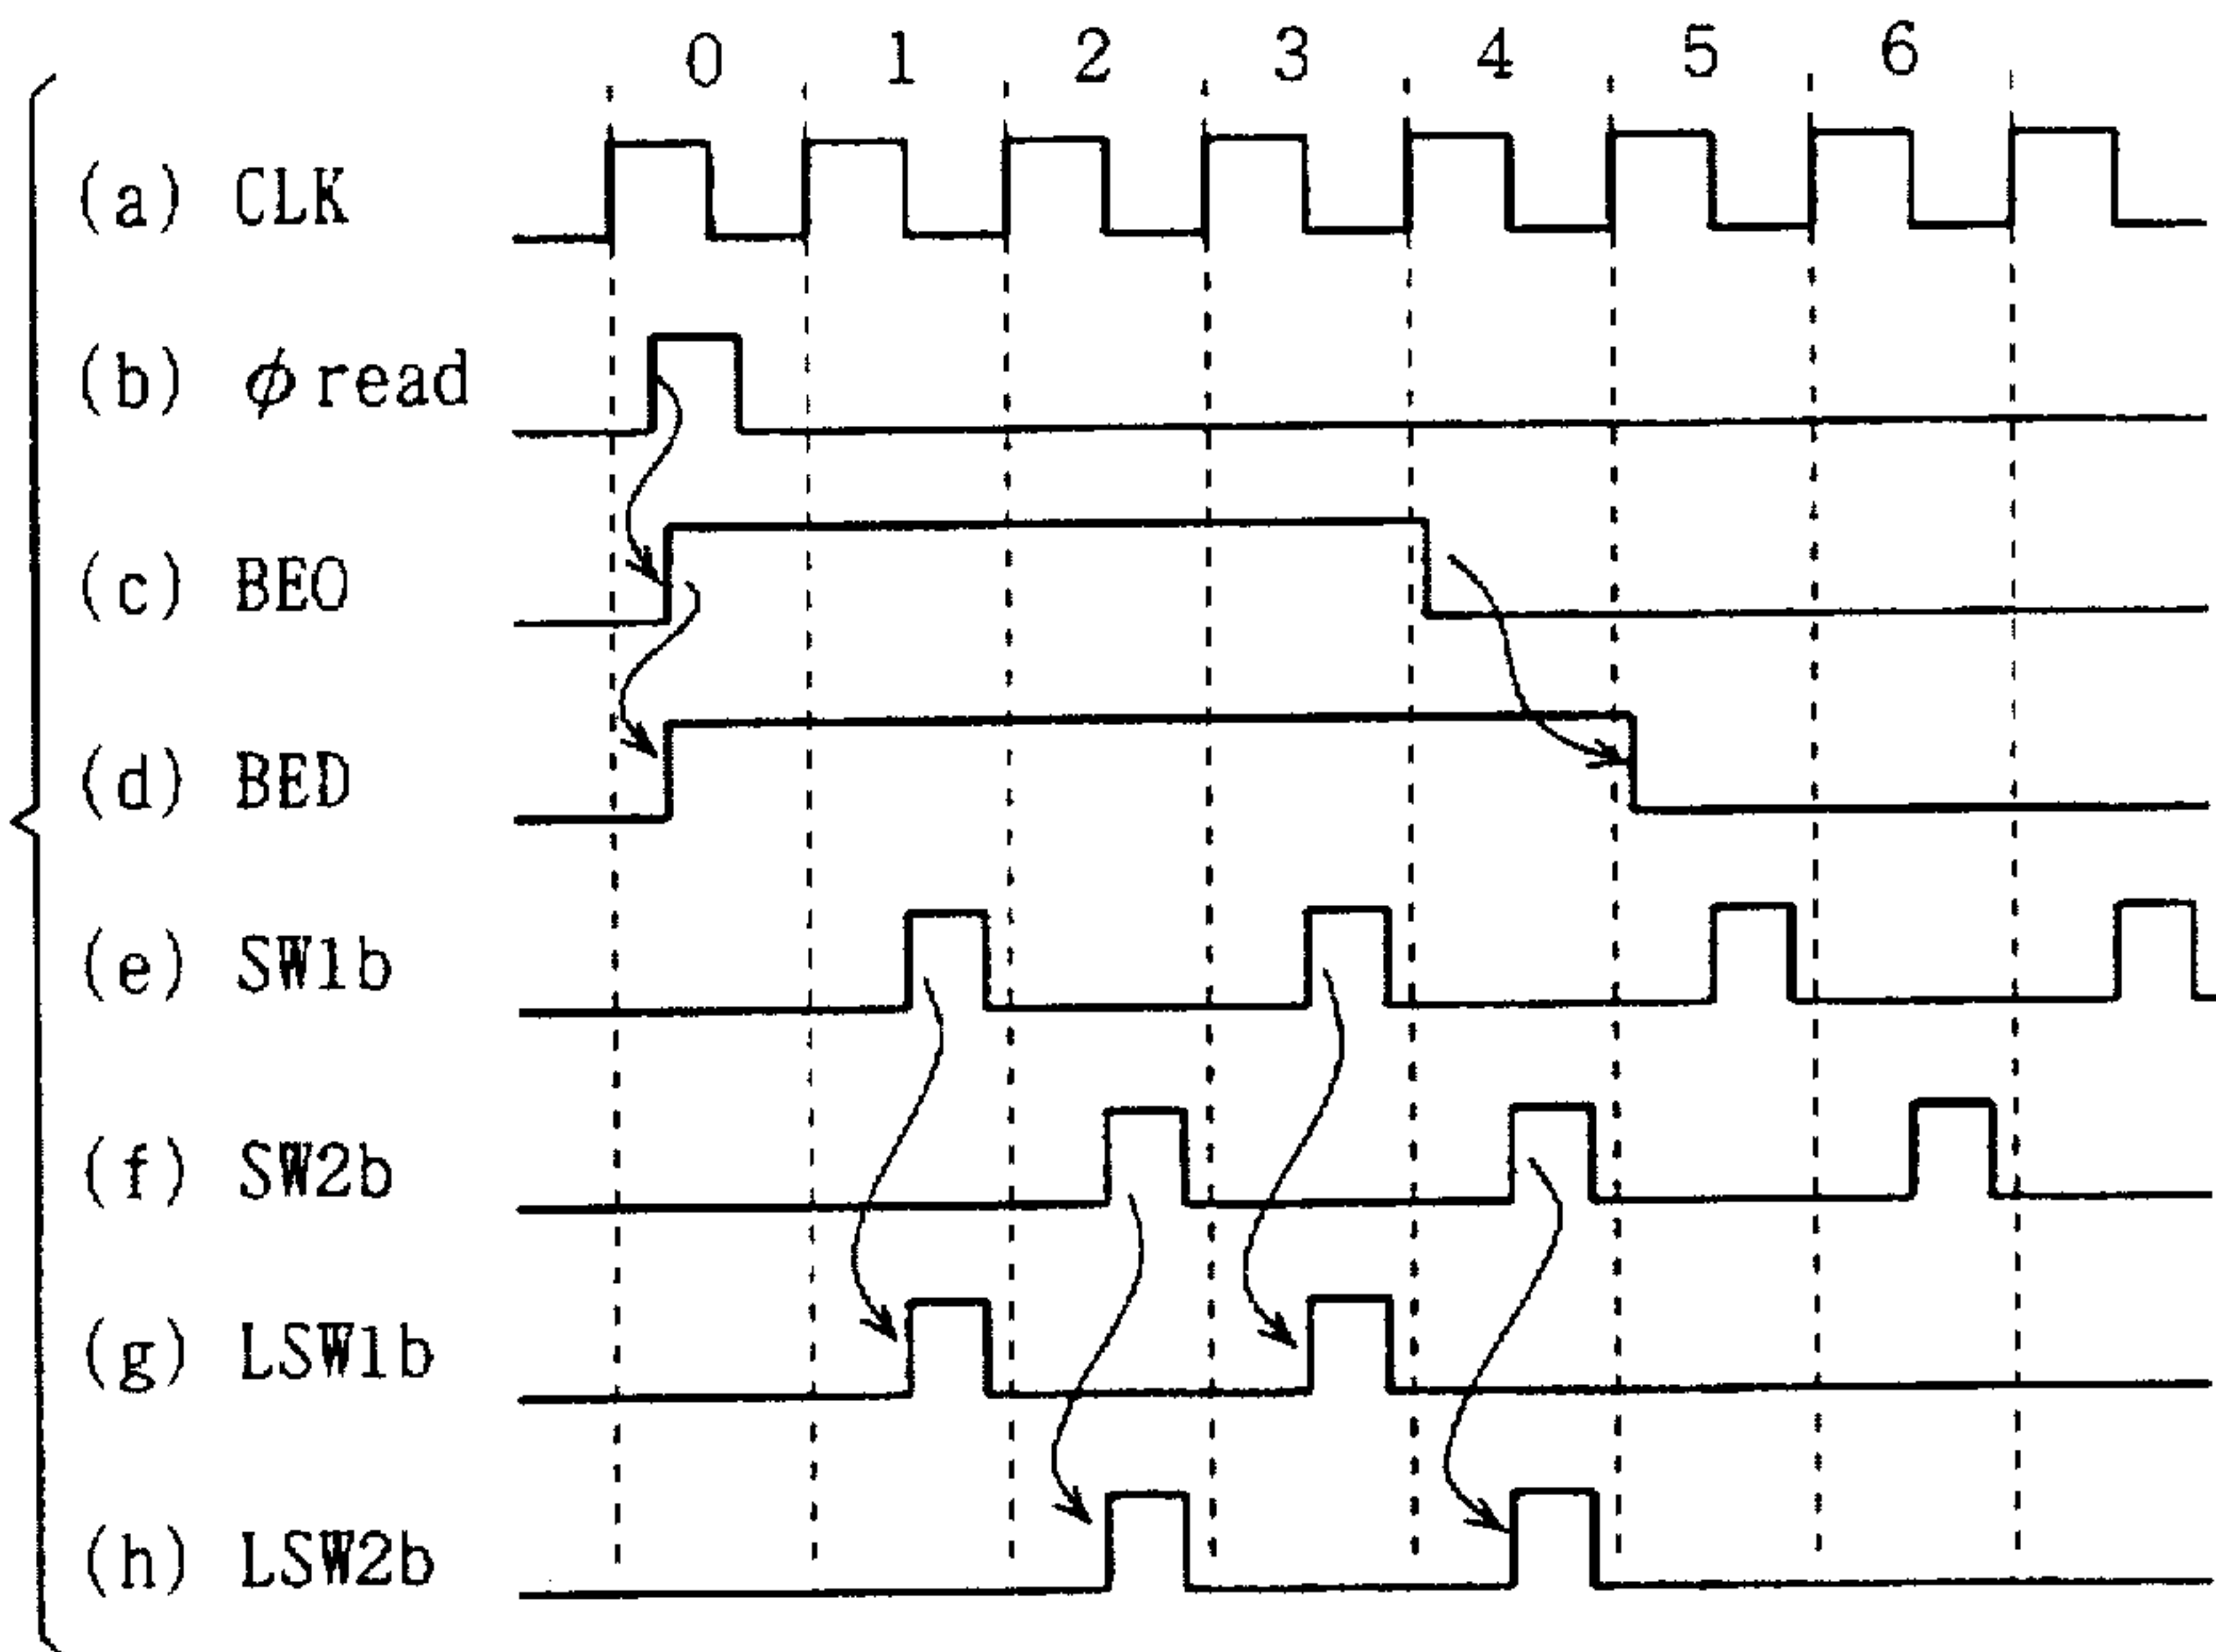 0 1 2 3 4 5 6
(a) CLK
(b) φread
(c) BEO
(d) BED
(e) SW1b
(f) SW2b
(g) LSW1b
(h) LSW2b